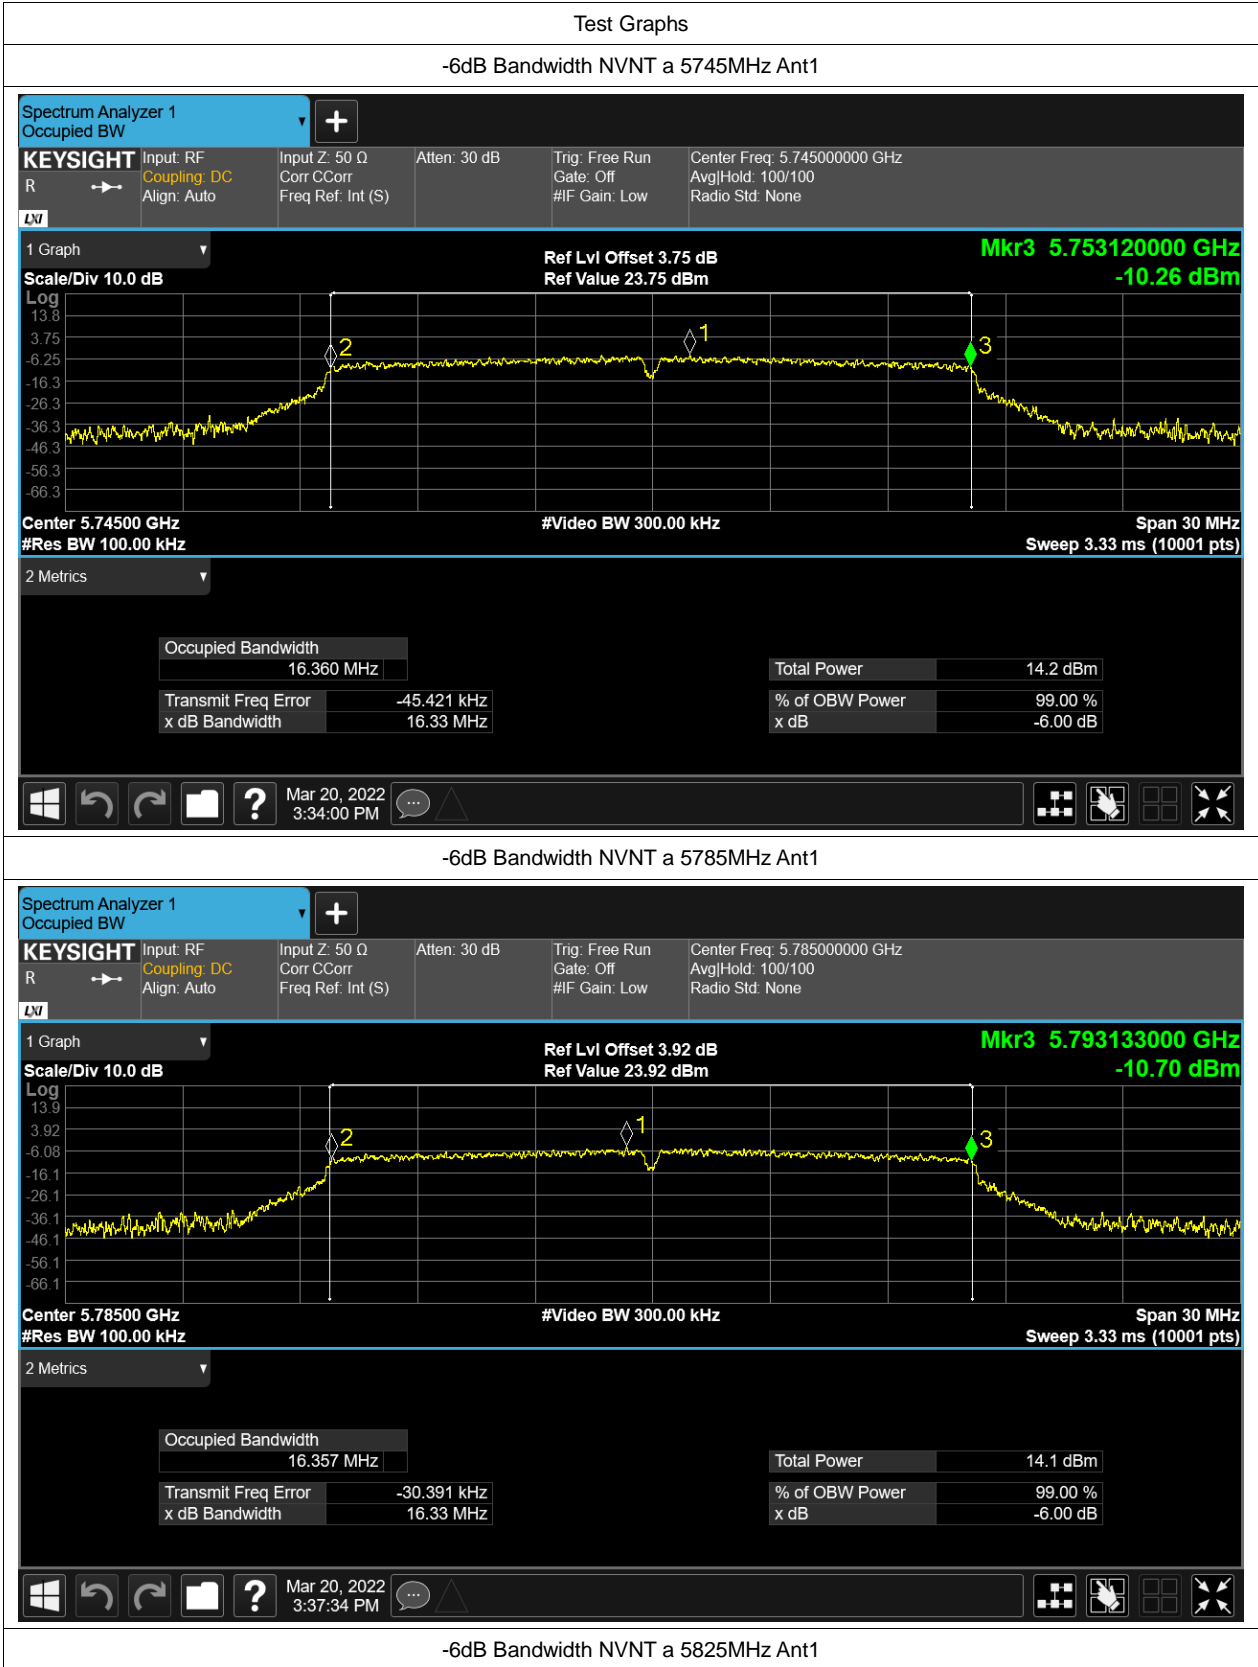 Test Graphs
-6dB Bandwidth NVNT a 5745MHz Ant1
Spectrum Analyzer 1
Occupied BW
KEYSIGHT Input: RF Input Z: 50 Ω Atten: 30 dB Trig: Free Run Center Freq: 5.745000000 GHz
R Coupling: DC Corr CCorr Gate: Off Avg|Hold: 100/100
Align: Auto Freq Ref: Int (S) #IF Gain: Low Radio Std: None
LXI
1 Graph Ref Lvl Offset 3.75 dB Mkr3 5.753120000 GHz
Scale/Div 10.0 dB Ref Value 23.75 dBm -10.26 dBm
Log
13.8
3.75 1
2 3
-6.25
-16.3
-26.3
-36.3
-46.3
-56.3
-66.3
Center 5.74500 GHz #Video BW 300.00 kHz Span 30 MHz
#Res BW 100.00 kHz Sweep 3.33 ms (10001 pts)
2 Metrics
Occupied Bandwidth
16.360 MHz Total Power 14.2 dBm
Transmit Freq Error -45.421 kHz % of OBW Power 99.00 %
x dB Bandwidth 16.33 MHz x dB -6.00 dB
Mar 20, 2022
3:34:00 PM
-6dB Bandwidth NVNT a 5785MHz Ant1
Spectrum Analyzer 1
Occupied BW
KEYSIGHT Input: RF Input Z: 50 Ω Atten: 30 dB Trig: Free Run Center Freq: 5.785000000 GHz
R Coupling: DC Corr CCorr Gate: Off Avg|Hold: 100/100
Align: Auto Freq Ref: Int (S) #IF Gain: Low Radio Std: None
LXI
1 Graph Ref Lvl Offset 3.92 dB Mkr3 5.793133000 GHz
Scale/Div 10.0 dB Ref Value 23.92 dBm -10.70 dBm
Log
13.9
3.92 1
2 3
-6.08
-16.1
-26.1
-36.1
-46.1
-56.1
-66.1
Center 5.78500 GHz #Video BW 300.00 kHz Span 30 MHz
#Res BW 100.00 kHz Sweep 3.33 ms (10001 pts)
2 Metrics
Occupied Bandwidth
16.357 MHz Total Power 14.1 dBm
Transmit Freq Error -30.391 kHz % of OBW Power 99.00 %
x dB Bandwidth 16.33 MHz x dB -6.00 dB
Mar 20, 2022
3:37:34 PM
-6dB Bandwidth NVNT a 5825MHz Ant1